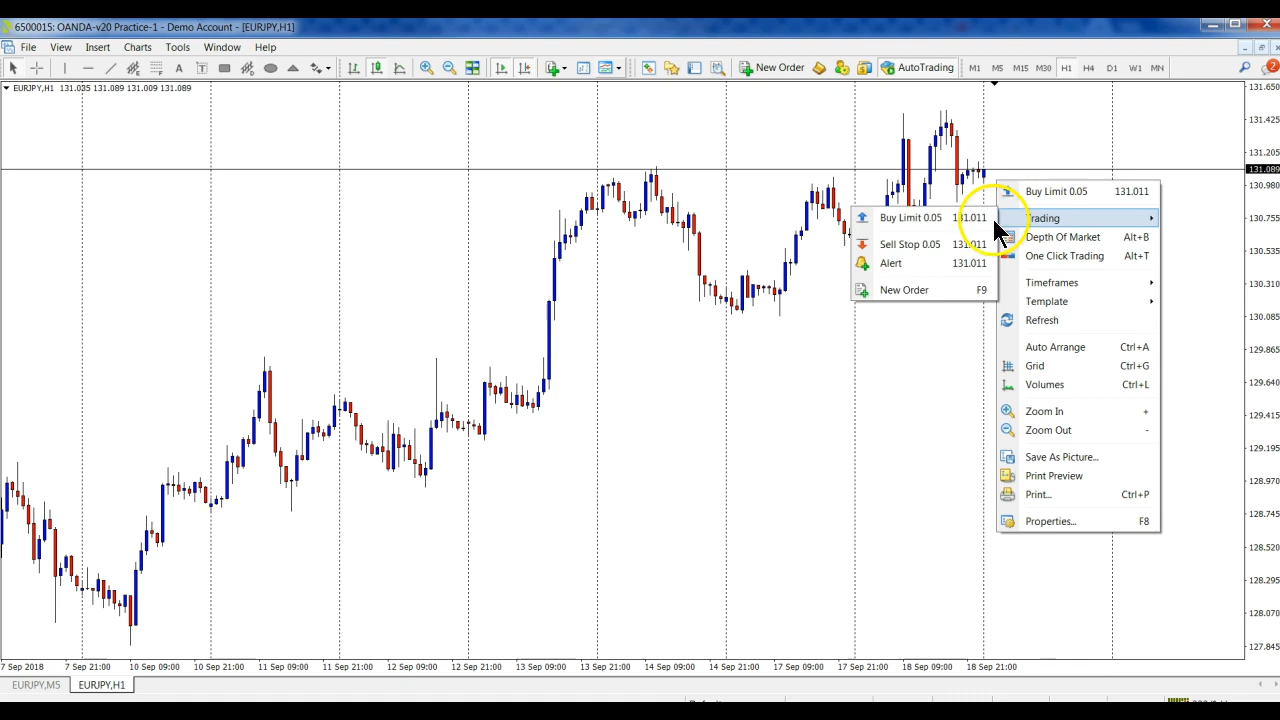 6500015: OANDA-v20 Practice-1 - Demo Account - [EURJPY,H1]
File View Insert Charts Tools Window Help
New Order AutoTrading M1 M5 M15 M30 H1 H4 D1 W1 MN 2
EURJPY,H1 131.035 131.089 131.009 131.089
131.650
131.425
131.205
131.089
130.980
130.755
130.310
130.085
129.865
129.640
129.415
129.195
128.970
128.745
128.520
128.295
128.070
127.845
Buy Limit 0.05 131.011
Trading
Depth Of Market Alt+B
One Click Trading Alt+T
Timeframes
Template
Refresh
Auto Arrange Ctrl+A
Grid Ctrl+G
Volumes Ctrl+L
Zoom In +
Zoom Out -
Save As Picture...
Print Preview
Print... Ctrl+P
Properties... F8
Buy Limit 0.05 131.011
Sell Stop 0.05 131.011
Alert 131.011
New Order F9
7 Sep 2018 7 Sep 21:00 10 Sep 09:00 10 Sep 21:00 11 Sep 09:00 11 Sep 21:00 12 Sep 09:00 12 Sep 21:00 13 Sep 09:00 13 Sep 21:00 14 Sep 09:00 14 Sep 21:00 17 Sep 09:00 17 Sep 21:00 18 Sep 09:00 18 Sep 21:00
EURJPY,M5 EURJPY,H1